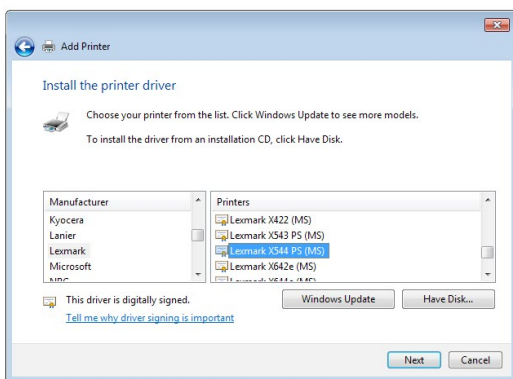 Add Printer
Install the printer driver
Choose your printer from the list. Click Windows Update to see more models.
To install the driver from an installation CD, click Have Disk.
Manufacturer
Kyocera
Lanier
Lexmark
Microsoft
Printers
Lexmark X422 (MS)
Lexmark X543 PS (MS)
Lexmark X544 PS (MS)
Lexmark X642e (MS)
This driver is digitally signed.
Tell me why driver signing is important
Windows Update
Have Disk...
Next
Cancel